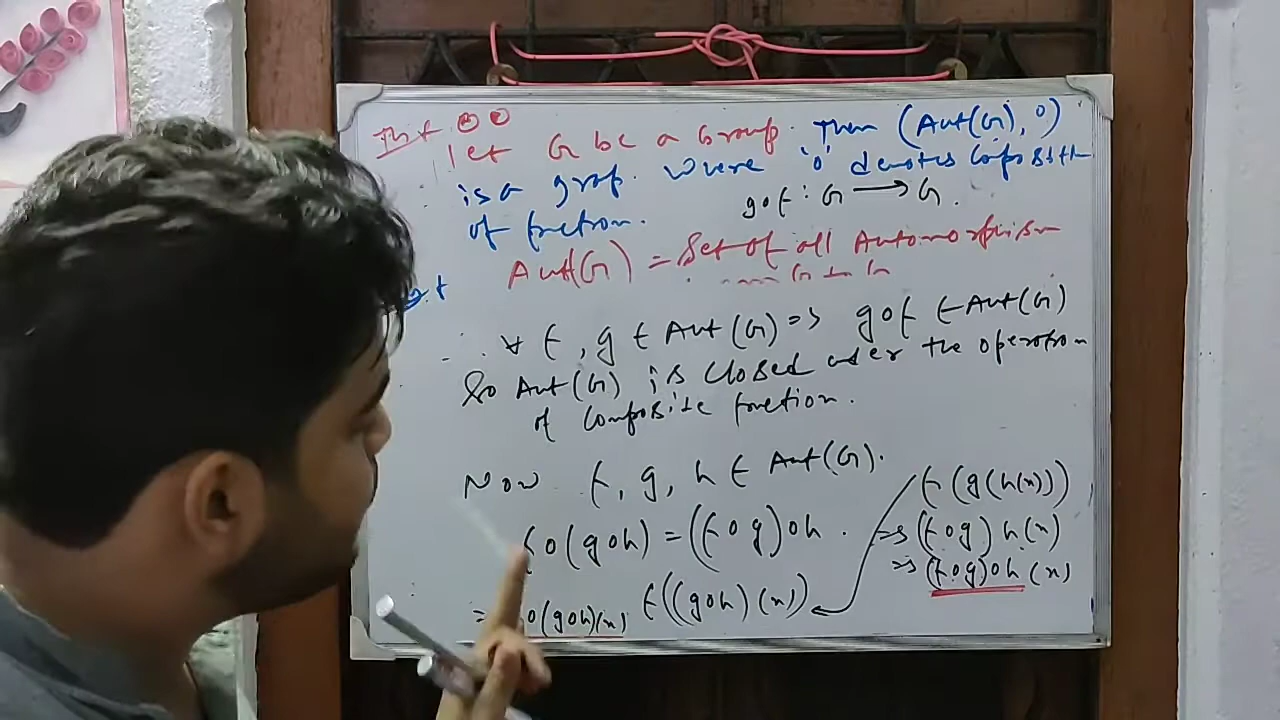 let G be a Group. Then (Aut(G), o)
is a grop. where 'o' denotes
of function.
gof : G → G.
Aut(G) = Set of all Automorphism
∴ ∀ f, g ∈ Aut(G) => gof ∈ Aut(G)
So Aut(G) is closed under the operation
of composite function.
Now f, g, h ∈ Aut(G).
fo(goh) = (fog)oh.
= o(goh)(x) f((goh)(x))
f(g(h(x)))
=> (fog) h(x)
=> (fog)oh (x)